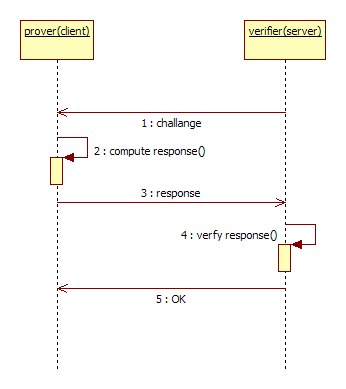 prover(client)
verifier(server)
1 : challange
2 : compute response()
3 : response
4 : verfy response()
5 : OK